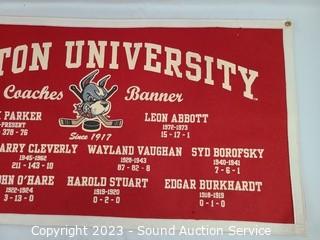 TON UNIVERSITY
Coaches Banner
PARKER
PRESENT
378 - 76
LEON ABBOTT
1972-1973
15 - 17 - 1
Since 1917
ARRY CLEVERLY
1945-1962
211 - 143 - 10
WAYLAND VAUGHAN
1928-1943
87 - 82 - 8
SYD BOROFSKY
1940-1941
7 - 6 - 1
HN O'HARE
1922-1924
3 - 13 - 0
HAROLD STUART
1919-1920
0 - 2 - 0
EDGAR BURKHARDT
1918-1919
0 - 1 - 0
Copyright 2023 - Sound Auction Service